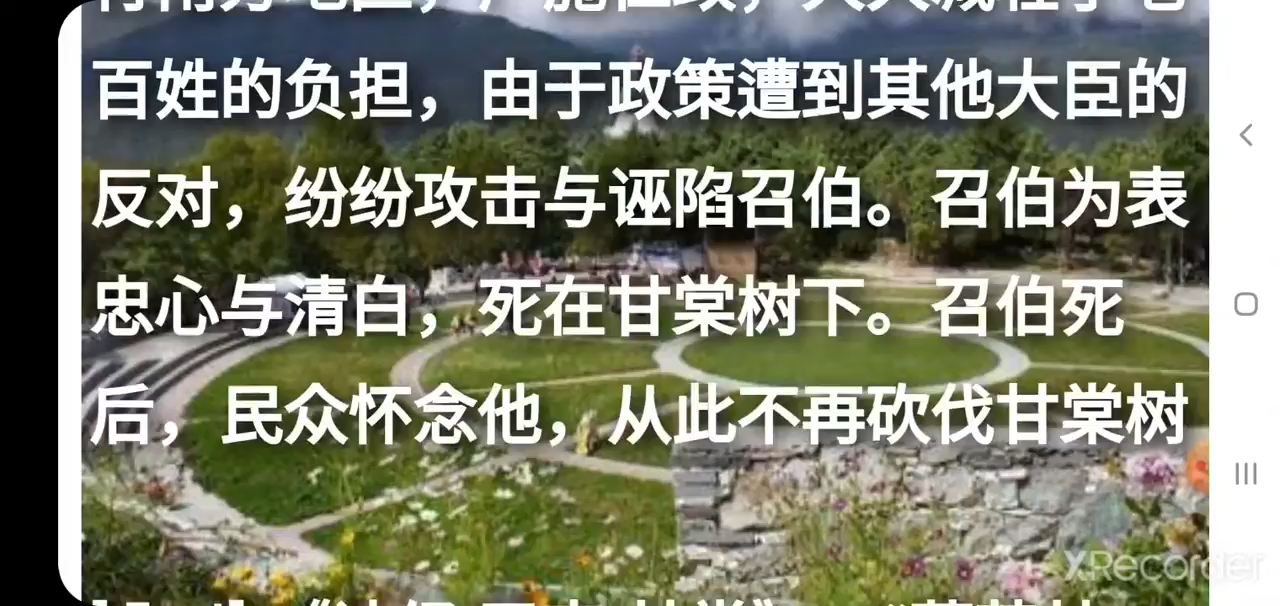 百姓的负担，由于政策遭到其他大臣的
反对，纷纷攻击与诬陷召伯。召伯为表
忠心与清白，死在甘棠树下。召伯死
后，民众怀念他，从此不再砍伐甘棠树
XRecorder